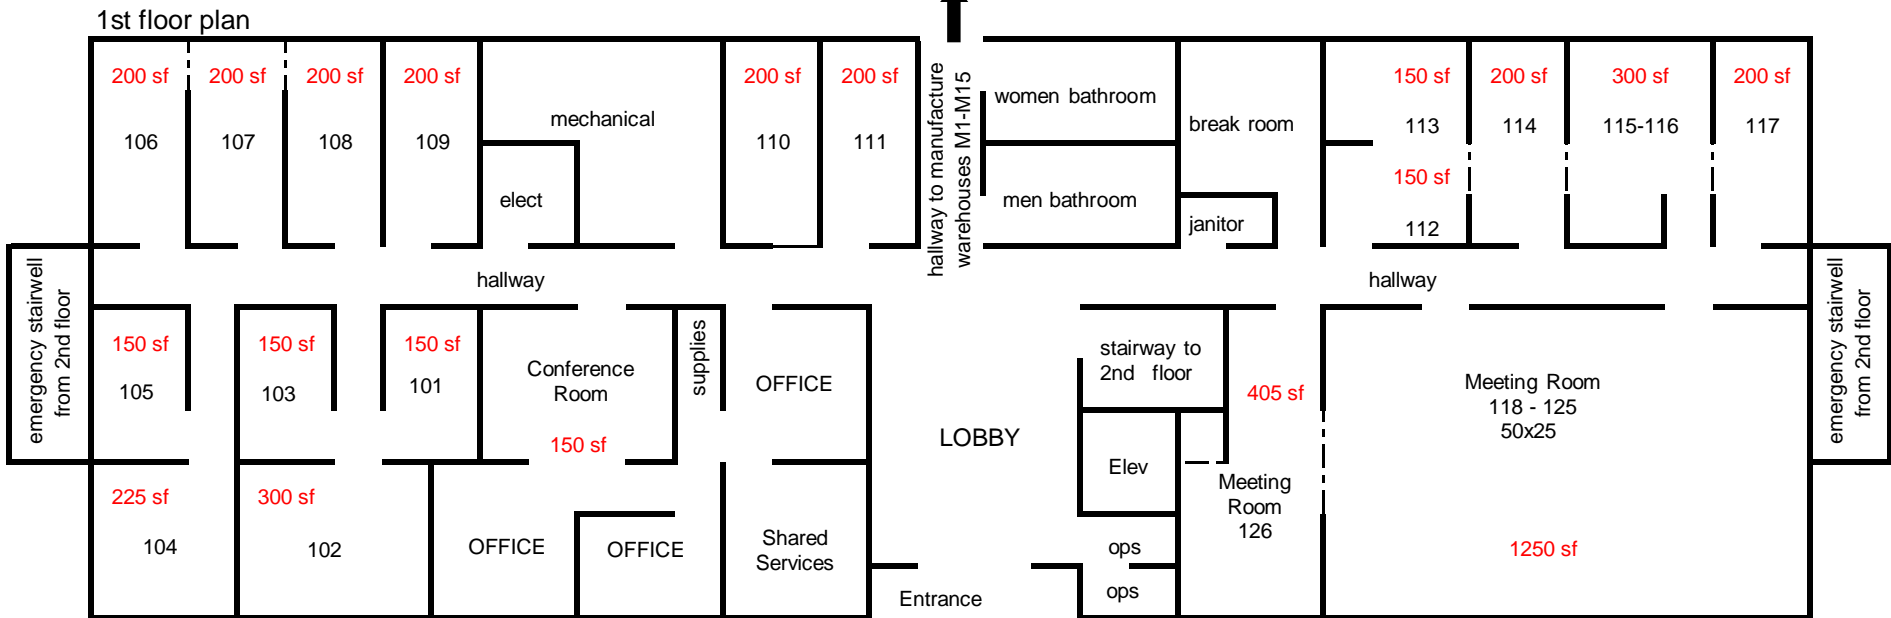 1st floor plan
200 sf
200 sf
200 sf
200 sf
200 sf
200 sf
150 sf
200 sf
300 sf
200 sf
106
107
108
109
mechanical
elect
110
111
hallway to manufacture
warehouses M1-M15
women bathroom
men bathroom
break room
janitor
113
150 sf
112
114
115-116
117
emergency stairwell
from 2nd floor
hallway
hallway
emergency stairwell
from 2nd floor
150 sf
105
150 sf
103
150 sf
101
Conference
Room
150 sf
supplies
OFFICE
LOBBY
stairway to
2nd floor
Elev
405 sf
Meeting
Room
126
Meeting Room
118 - 125
50x25
1250 sf
225 sf
104
300 sf
102
OFFICE
OFFICE
Shared
Services
Entrance
ops
ops